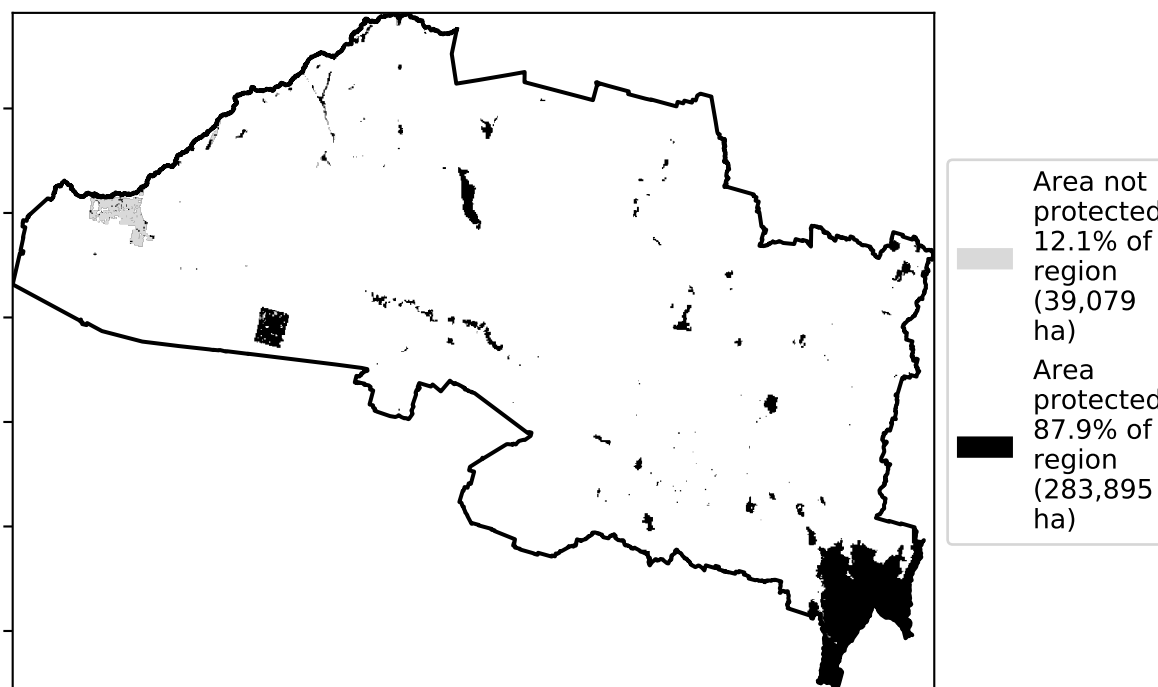 Area not
protected
12.1% of
region
(39,079
ha)
Area
protected
87.9% of
region
(283,895
ha)